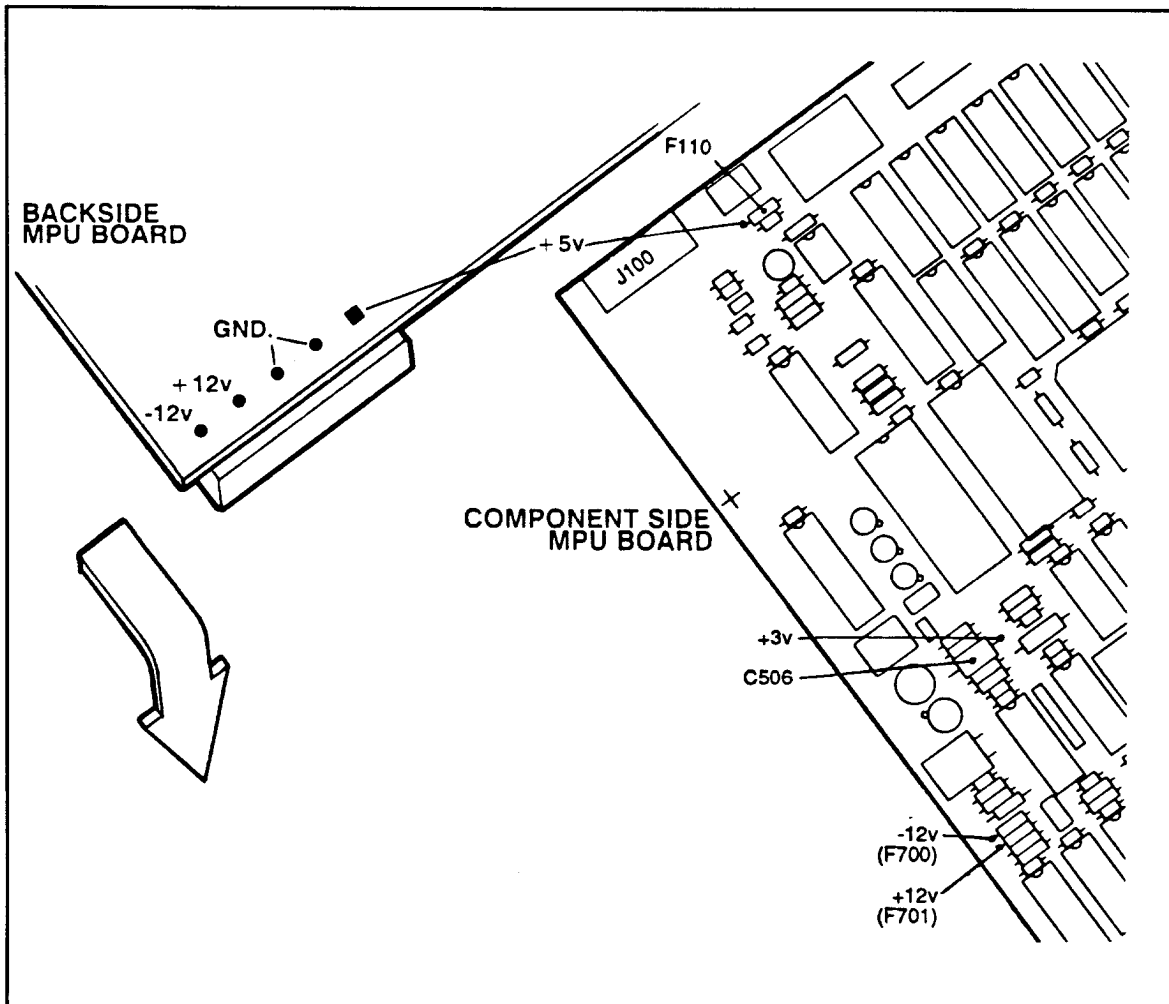 F110
BACKSIDE
MPU BOARD
+5v
J100
GND.
+12v
-12v
COMPONENT SIDE
MPU BOARD
+3v
C506
-12v
(F700)
+12v
(F701)